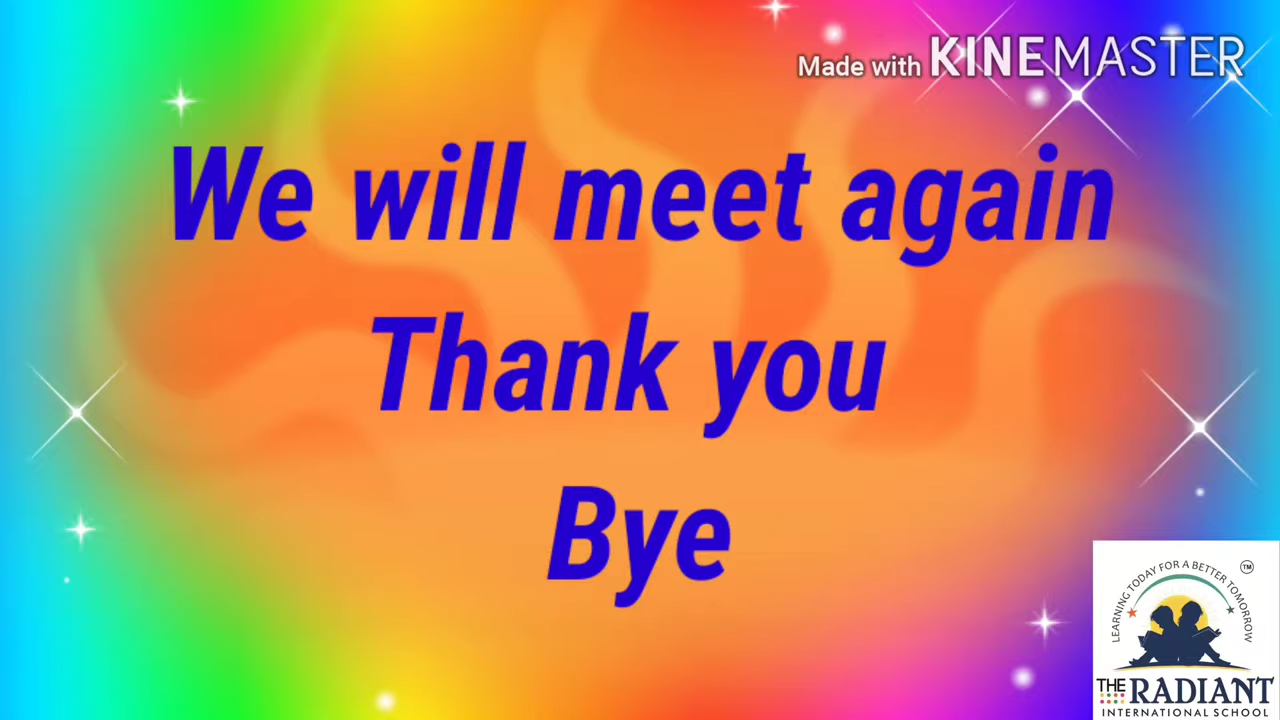 Made with KINEMASTER
We will meet again
Thank you
Bye
LEARNING TODAY FOR A BETTER TOMORROW
TM
THE RADIANT
INTERNATIONAL SCHOOL